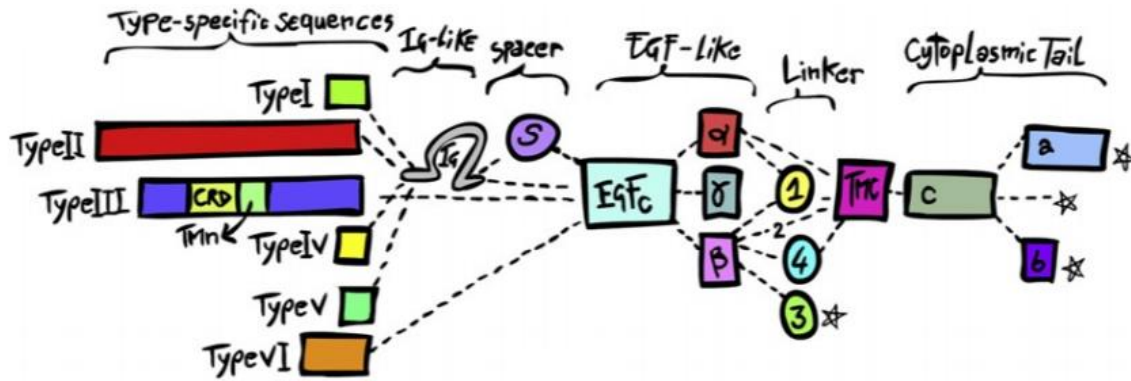 Type-specific sequences
IG-Like
spacer
EGF-Like
Linker
Cytoplasmic Tail
TypeI
TypeII
TypeIII
CRD
TMn
TypeIV
TypeV
TypeVI
IG
S
EGFc
α
γ
β
1
2
4
3
TMc
c
a
b